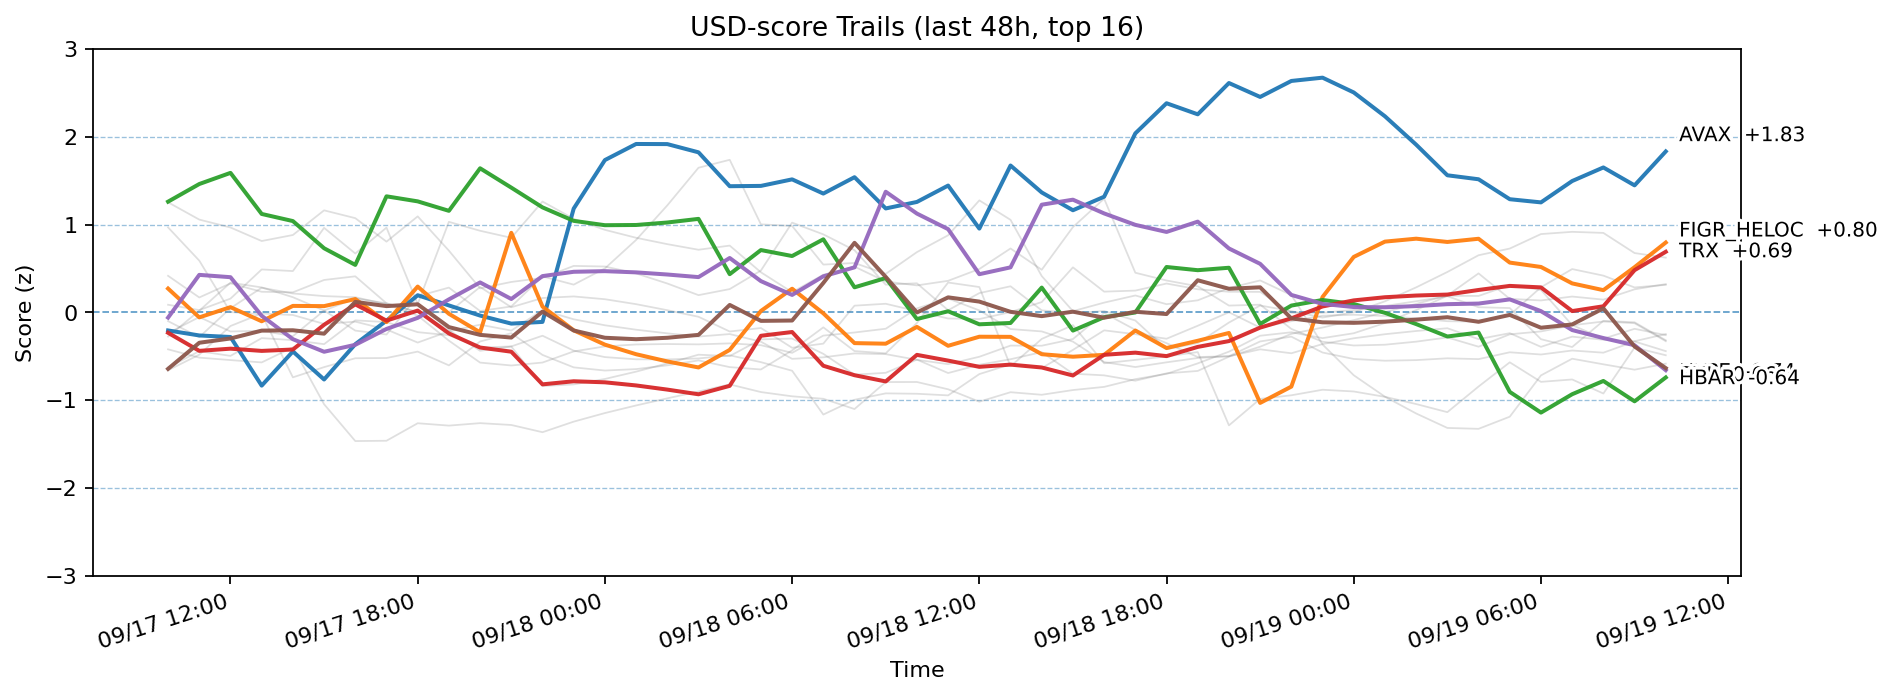 USD-score Trails (last 48h, top 16)
Score (z)
3
2
1
0
−1
−2
−3
AVAX +1.83
FIGR_HELOC +0.80
TRX +0.69
HBAR -0.64
09/17 12:00
09/17 18:00
09/18 00:00
09/18 06:00
09/18 12:00
09/18 18:00
09/19 00:00
09/19 06:00
09/19 12:00
Time